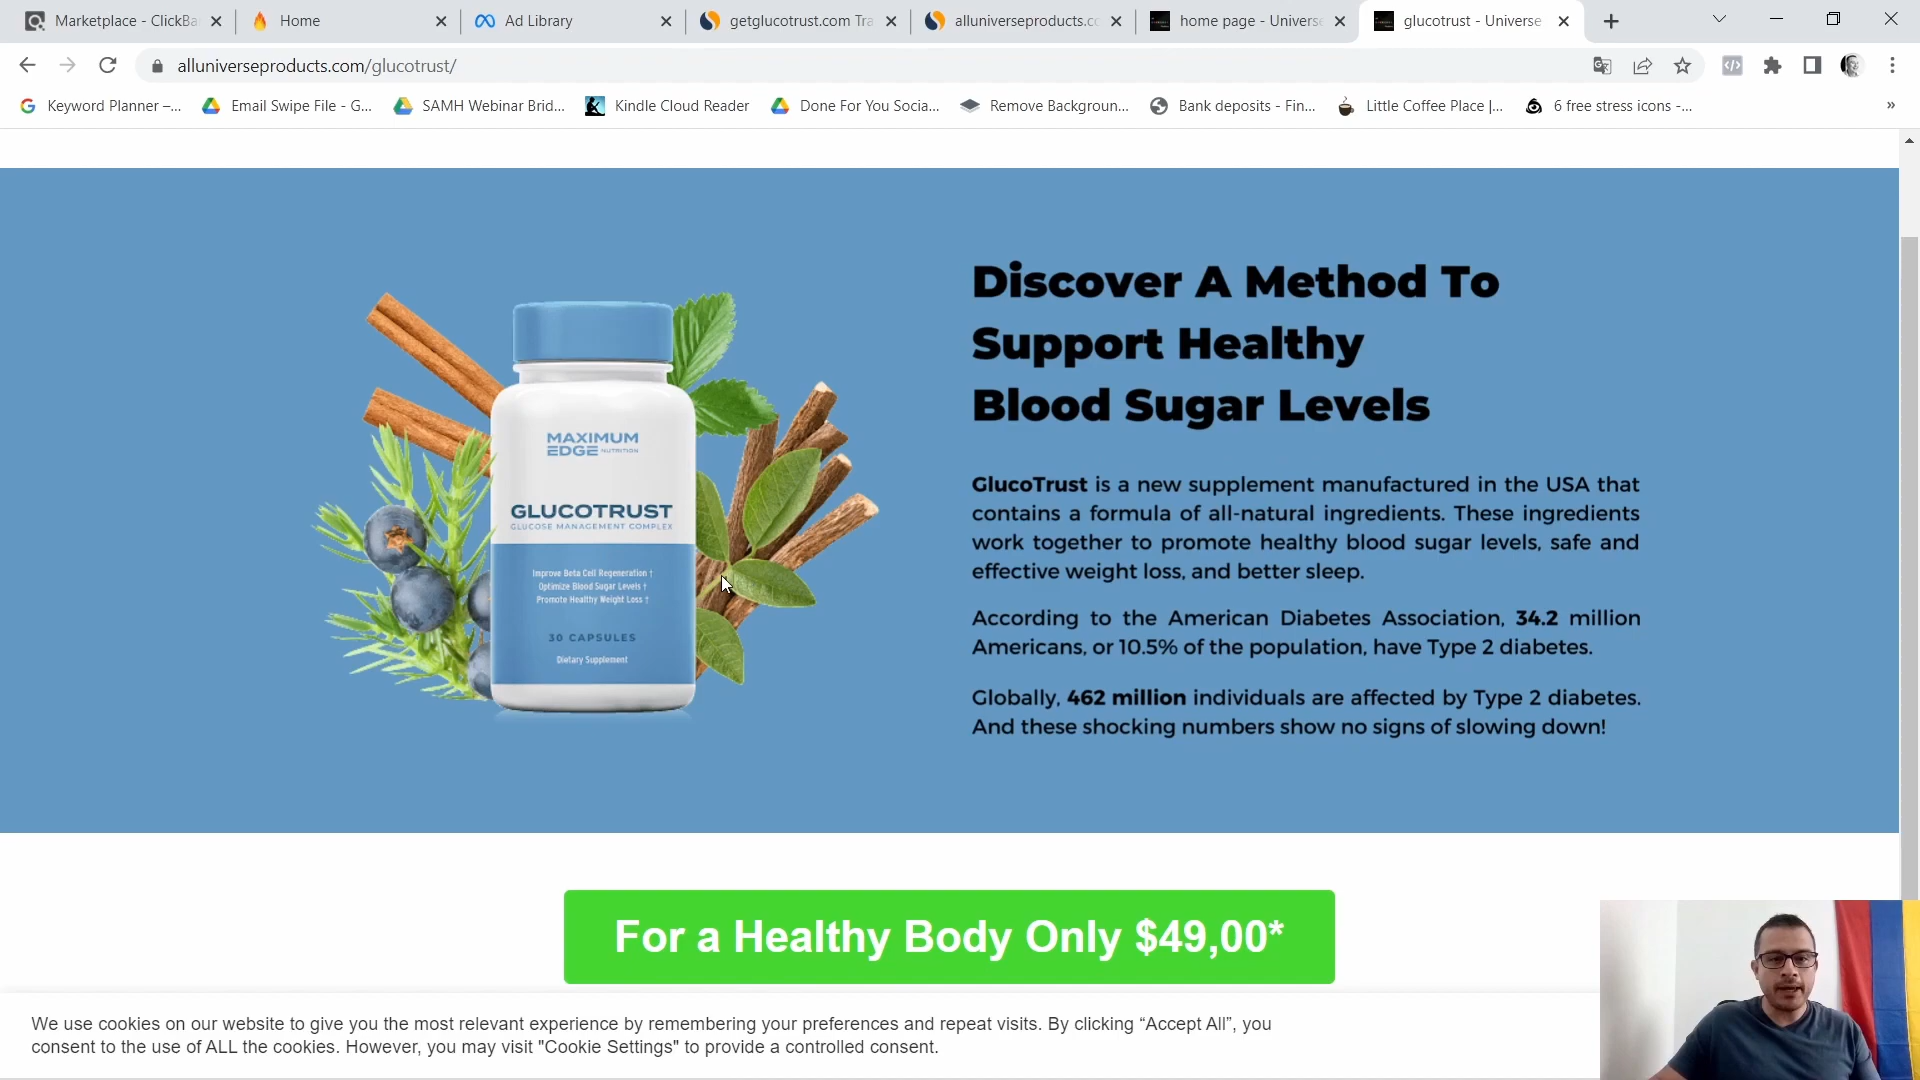 Marketplace - ClickBa
Home
Ad Library
getglucotrust.com Tra
alluniverseproducts.co
home page - Universe
glucotrust - Universe
alluniverseproducts.com/glucotrust/
Keyword Planner –...
Email Swipe File - G...
SAMH Webinar Brid...
Kindle Cloud Reader
Done For You Socia...
Remove Backgroun...
Bank deposits - Fin...
Little Coffee Place |...
6 free stress icons -...
»
MAXIMUM
EDGE NUTRITION
GLUCOTRUST
GLUCOSE MANAGEMENT COMPLEX
Improve Beta Cell Regeneration †
Optimize Blood Sugar Levels †
Promote Healthy Weight Loss †
30 CAPSULES
Dietary Supplement
Discover A Method To
Support Healthy
Blood Sugar Levels
GlucoTrust is a new supplement manufactured in the USA that
contains a formula of all-natural ingredients. These ingredients
work together to promote healthy blood sugar levels, safe and
effective weight loss, and better sleep.
According to the American Diabetes Association, 34.2 million
Americans, or 10.5% of the population, have Type 2 diabetes.
Globally, 462 million individuals are affected by Type 2 diabetes.
And these shocking numbers show no signs of slowing down!
For a Healthy Body Only $49,00*
We use cookies on our website to give you the most relevant experience by remembering your preferences and repeat visits. By clicking “Accept All”, you
consent to the use of ALL the cookies. However, you may visit "Cookie Settings" to provide a controlled consent.